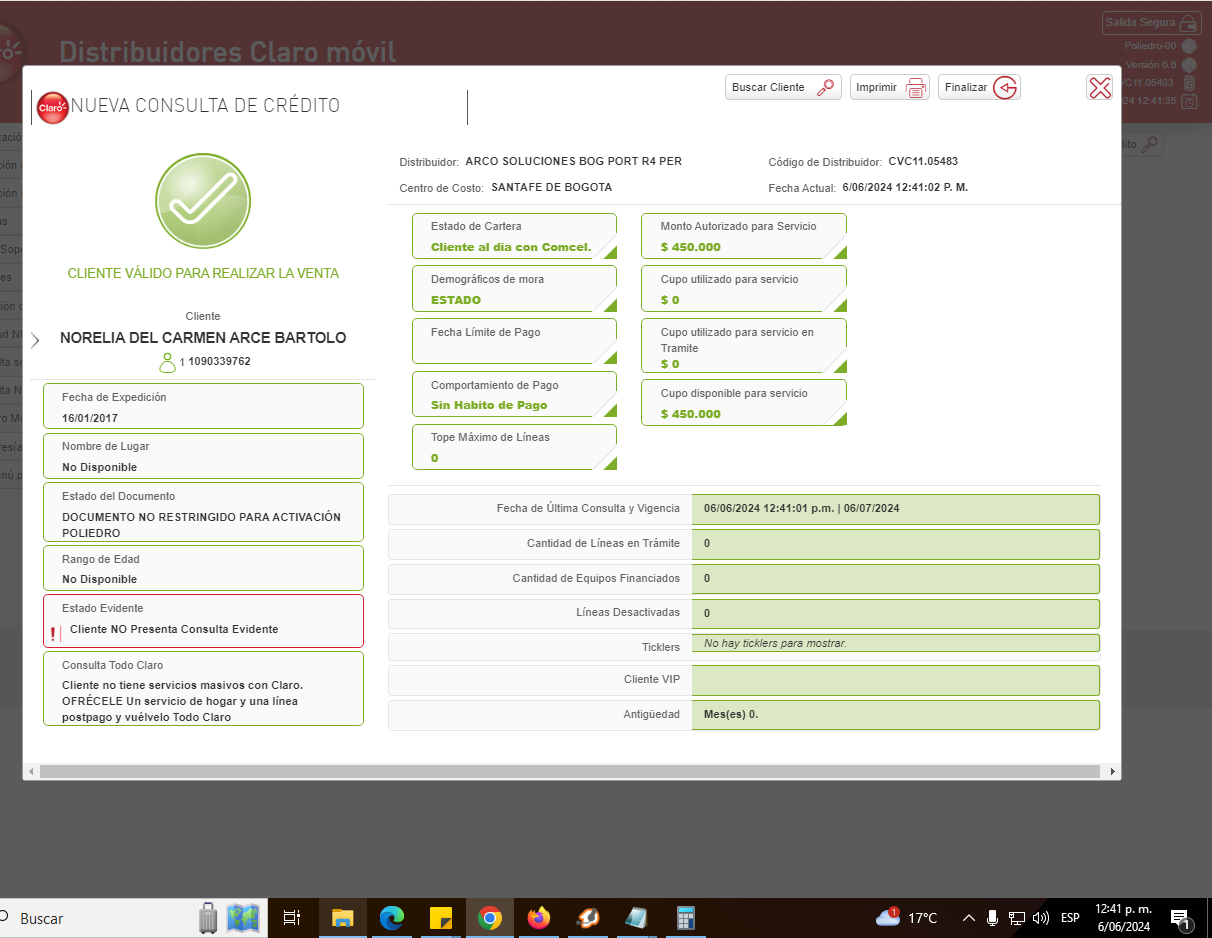 Salida Segura
Distribuidores Claro móvil
Poliedro-00
Versión 6.6
VC11.05483
24 12:41:35
Claro
NUEVA CONSULTA DE CRÉDITO
Buscar Cliente
Imprimir
Finalizar
CLIENTE VÁLIDO PARA REALIZAR LA VENTA
Cliente
NORELIA DEL CARMEN ARCE BARTOLO
1 1090339762
Fecha de Expedición
16/01/2017
Nombre de Lugar
No Disponible
Estado del Documento
DOCUMENTO NO RESTRINGIDO PARA ACTIVACIÓN
POLIEDRO
Rango de Edad
No Disponible
Estado Evidente
! Cliente NO Presenta Consulta Evidente
Consulta Todo Claro
Cliente no tiene servicios masivos con Claro.
OFRÉCELE Un servicio de hogar y una línea
postpago y vuélvelo Todo Claro
Distribuidor: ARCO SOLUCIONES BOG PORT R4 PER
Código de Distribuidor: CVC11.05483
Centro de Costo: SANTAFE DE BOGOTA
Fecha Actual: 6/06/2024 12:41:02 P. M.
Estado de Cartera
Cliente al dia con Comcel.
Demográficos de mora
ESTADO
Fecha Límite de Pago
Comportamiento de Pago
Sin Habito de Pago
Tope Máximo de Líneas
0
Monto Autorizado para Servicio
$ 450.000
Cupo utilizado para servicio
$ 0
Cupo utilizado para servicio en
Tramite
$ 0
Cupo disponible para servicio
$ 450.000
Fecha de Última Consulta y Vigencia 06/06/2024 12:41:01 p.m. | 06/07/2024
Cantidad de Líneas en Trámite 0
Cantidad de Equipos Financiados 0
Líneas Desactivadas 0
Ticklers No hay ticklers para mostrar.
Cliente VIP
Antigüedad Mes(es) 0.
Buscar
1
17°C
ESP
12:41 p. m.
6/06/2024
1